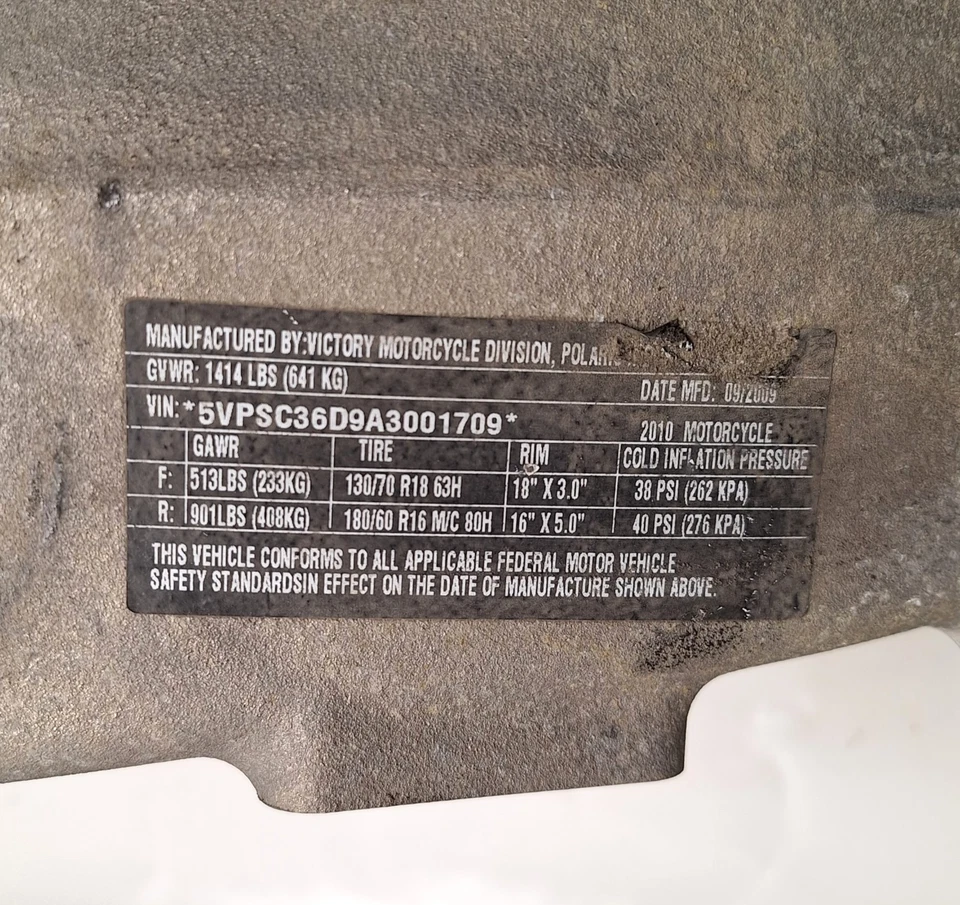 MANUFACTURED BY:VICTORY MOTORCYCLE DIVISION,
GVWR: 1414 LBS (641 KG) DATE MFD: 09/2009
VIN: *5VPSC36D9A3001709* 2010 MOTORCYCLE
GAWR TIRE RIM COLD INFLATION PRESSURE
F: 513LBS (233KG) 130/70 R18 63H 18" X 3.0" 38 PSI (262 KPA)
R: 901LBS (408KG) 180/60 R16 M/C 80H 16" X 5.0" 40 PSI (276 KPA)
THIS VEHICLE CONFORMS TO ALL APPLICABLE FEDERAL MOTOR VEHICLE
SAFETY STANDARDSIN EFFECT ON THE DATE OF MANUFACTURE SHOWN ABOVE.